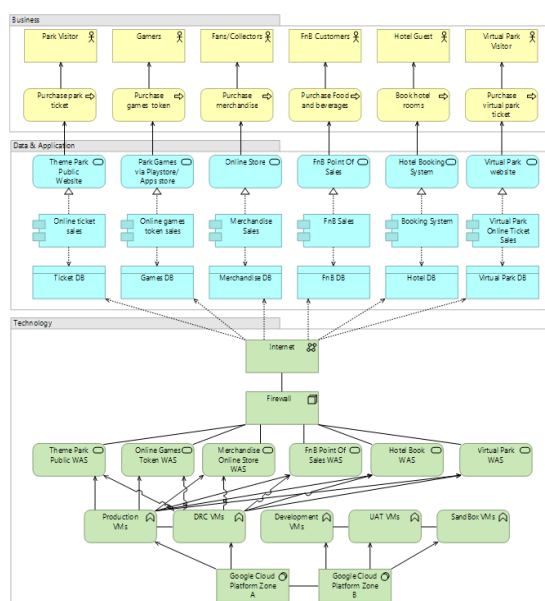 Business
Park Visitor
Gamers
Fans/Collectors
FnB Customers
Hotel Guest
Virtual Park
Visitor
Purchase park
ticket
Purchase
games token
Purchase
merchandise
Purchase Food
and beverages
Book hotel
rooms
Purchase
virtual park
ticket
Data & Application
Theme Park
Public
Website
Park Games
via Playstore/
Apps store
Online Store
FnB Point Of
Sales
Hotel Booking
System
Virtual Park
website
Online ticket
sales
Online games
token sales
Merchandise
Sales
FnB Sales
Booking System
Virtual Park
Online Ticket
Sales
Ticket DB
Games DB
Merchandise DB
FnB DB
Hotel DB
Virtual Park DB
Technology
Internet
Firewall
Theme Park
Public WAS
Online Games
Token WAS
Merchandise
Online Store
WAS
FnB Point Of
Sales WAS
Hotel Book
WAS
Virtual Park
WAS
Production
VMs
DRC VMs
Development
VMs
UAT VMs
SandBox VMs
Google Cloud
Platform Zone
A
Google Cloud
Platform Zone
B